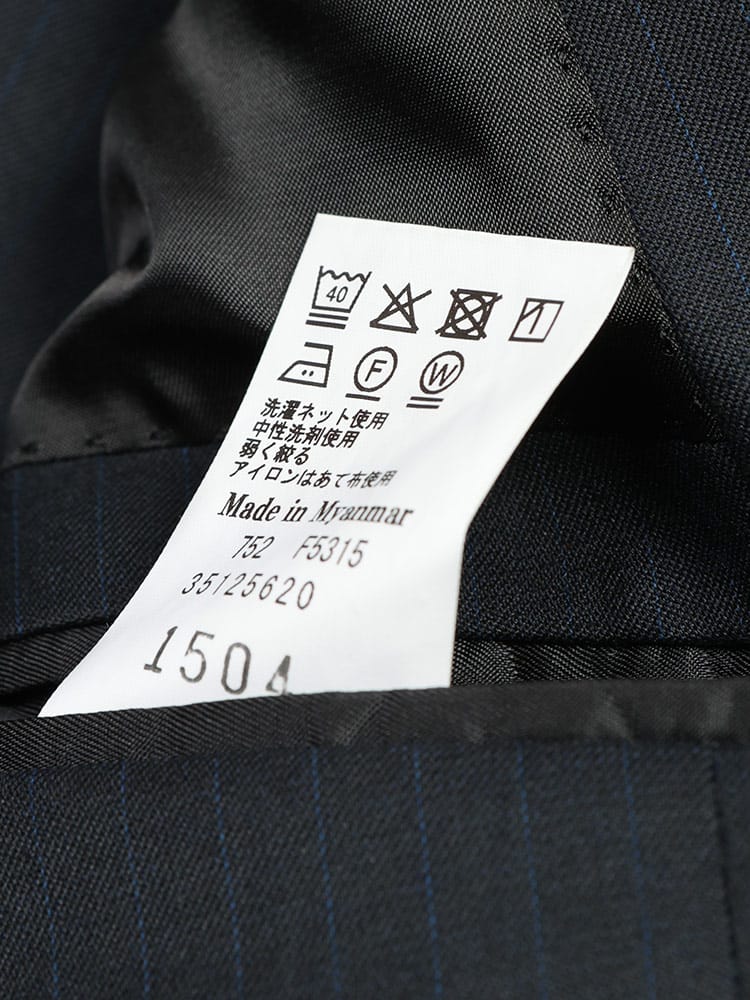 40
F W
洗濯ネット使用
中性洗剤使用
弱く絞る
アイロンはあて布使用
Made in Myanmar
752 F5315
35125620
1504